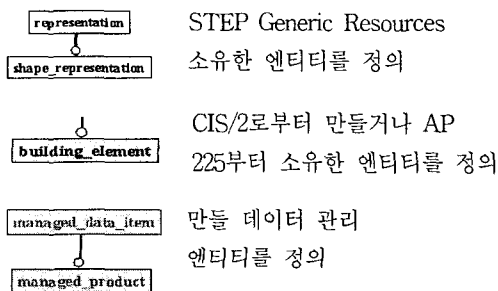 representation
STEP Generic Resources
shape_representation
소유한 엔티티를 정의
CIS/2로부터 만들거나 AP
building_element
225부터 소유한 엔티티를 정의
managed_data_item
만들 데이터 관리
엔티티를 정의
managed_product